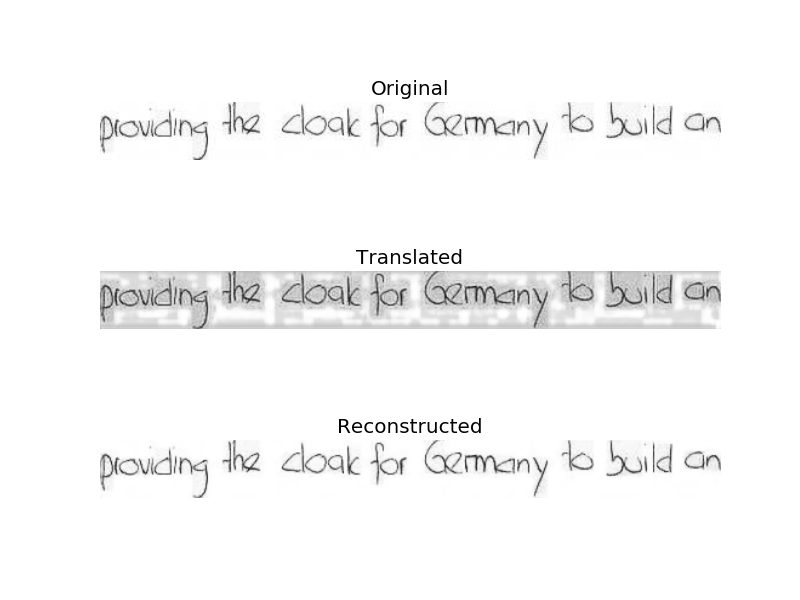 Original
providing the cloak for Germany to build an
Translated
providing the cloak for Germany to build an
Reconstructed
providing the cloak for Germany to build an